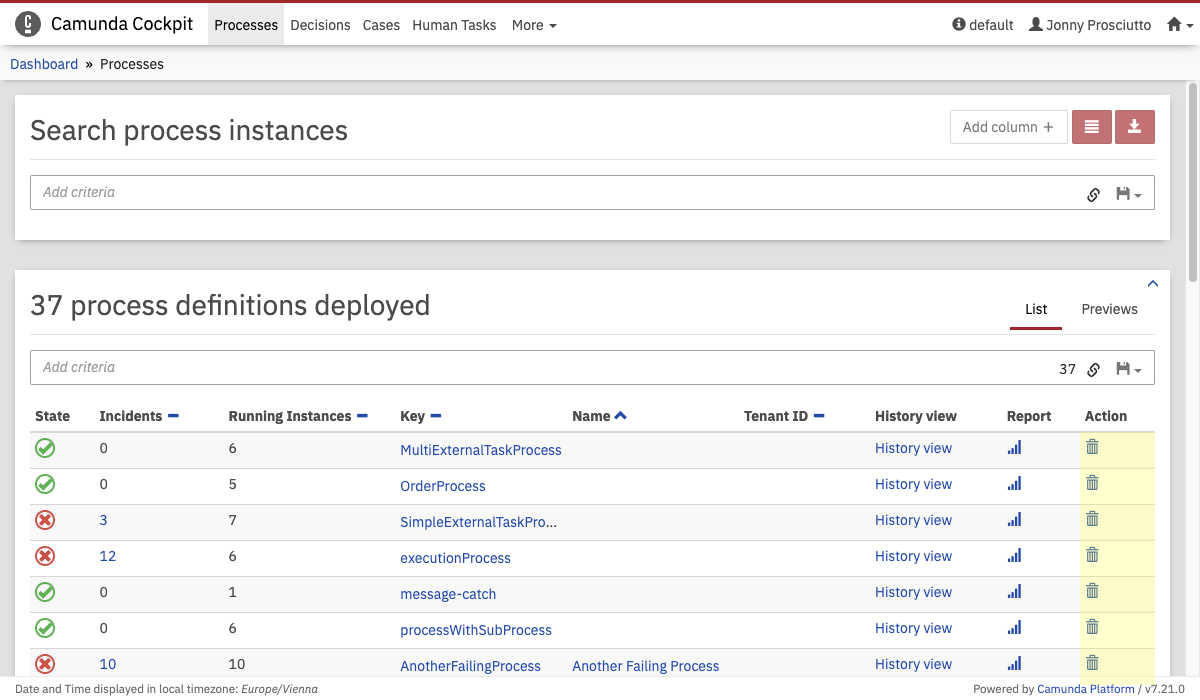 Camunda Cockpit Processes Decisions Cases Human Tasks More default Jonny Prosciutto
Dashboard » Processes
Search process instances Add column +
Add criteria
37 process definitions deployed
List Previews
Add criteria 37
State Incidents Running Instances Key Name Tenant ID History view Report Action
0 6 MultiExternalTaskProcess History view
0 5 OrderProcess History view
3 7 SimpleExternalTaskPro... History view
12 6 executionProcess History view
0 1 message-catch History view
0 6 processWithSubProcess History view
10 10 AnotherFailingProcess Another Failing Process History view
Date and Time displayed in local timezone: Europe/Vienna Powered by Camunda Platform / v7.21.0